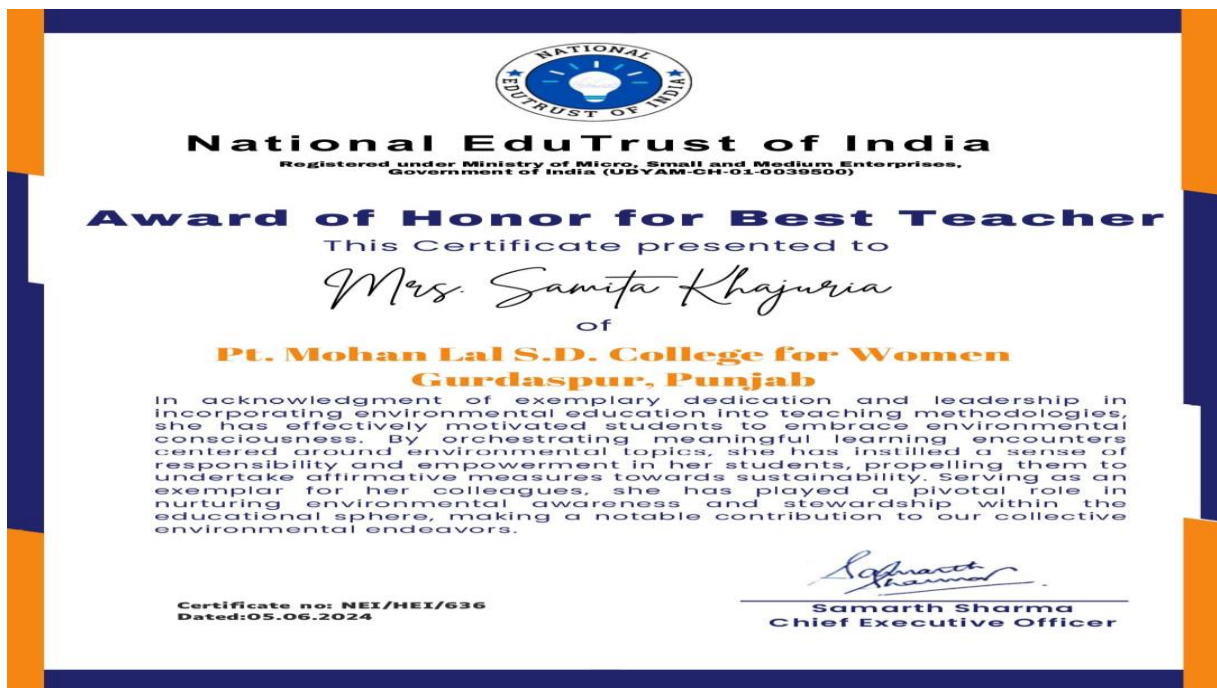 NATIONAL
EDUTRUST OF INDIA
National EduTrust of India
Registered under Ministry of Micro, Small and Medium Enterprises,
Government of India (UDYAM-CH-01-0039500)
Award of Honor for Best Teacher
This Certificate presented to
Mrs. Samita Khajuria
of
Pt. Mohan Lal S.D. College for Women
Gurdaspur, Punjab
In acknowledgment of exemplary dedication and leadership in
incorporating environmental education into teaching methodologies,
she has effectively motivated students to embrace environmental
consciousness. By orchestrating meaningful learning encounters
centered around environmental topics, she has instilled a sense of
responsibility and empowerment in her students, propelling them to
undertake affirmative measures towards sustainability. Serving as an
exemplar for her colleagues, she has played a pivotal role in
nurturing environmental awareness and stewardship within the
educational sphere, making a notable contribution to our collective
environmental endeavors.
Samarth
Sharma
Certificate no: NEI/HEI/636
Dated:05.06.2024
Samarth Sharma
Chief Executive Officer